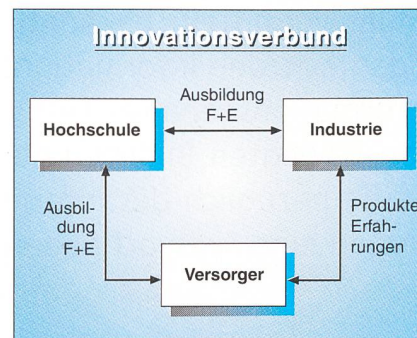 Innovationsverbund
Ausbildung
F+E
Hochschule
Industrie
Ausbil-
dung
F+E
Produkte
Erfah-
rungen
Versorger